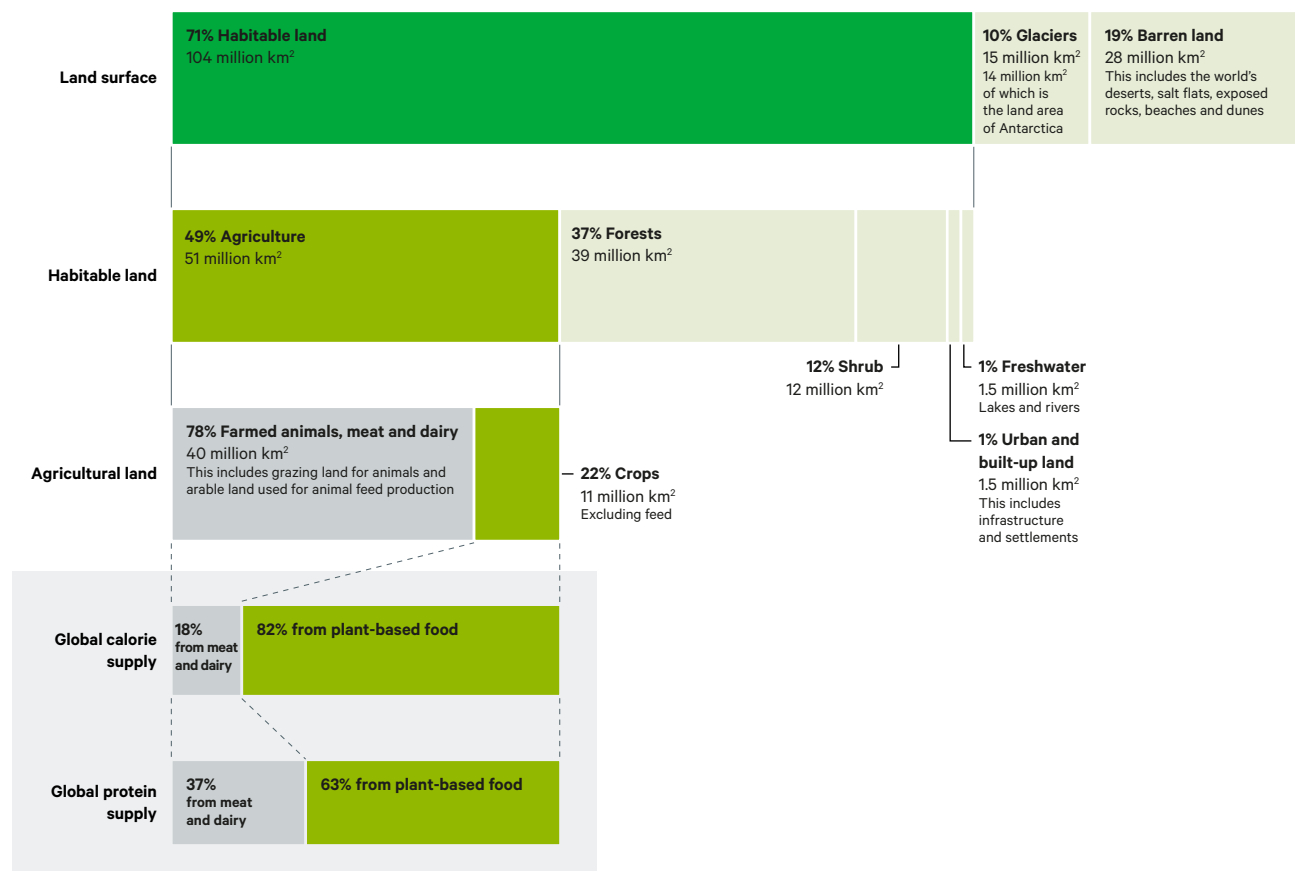 Land surface
71% Habitable land
104 million km²
10% Glaciers
15 million km²
14 million km²
of which is
the land area
of Antarctica
19% Barren land
28 million km²
This includes the world's
deserts, salt flats, exposed
rocks, beaches and dunes
Habitable land
49% Agriculture
51 million km²
37% Forests
39 million km²
12% Shrub
12 million km²
1% Freshwater
1.5 million km²
Lakes and rivers
1% Urban and
built-up land
1.5 million km²
This includes
infrastructure
and settlements
Agricultural land
78% Farmed animals, meat and dairy
40 million km²
This includes grazing land for animals and
arable land used for animal feed production
22% Crops
11 million km²
Excluding feed
Global calorie
supply
18%
from meat
and dairy
82% from plant-based food
Global protein
supply
37%
from meat
and dairy
63% from plant-based food